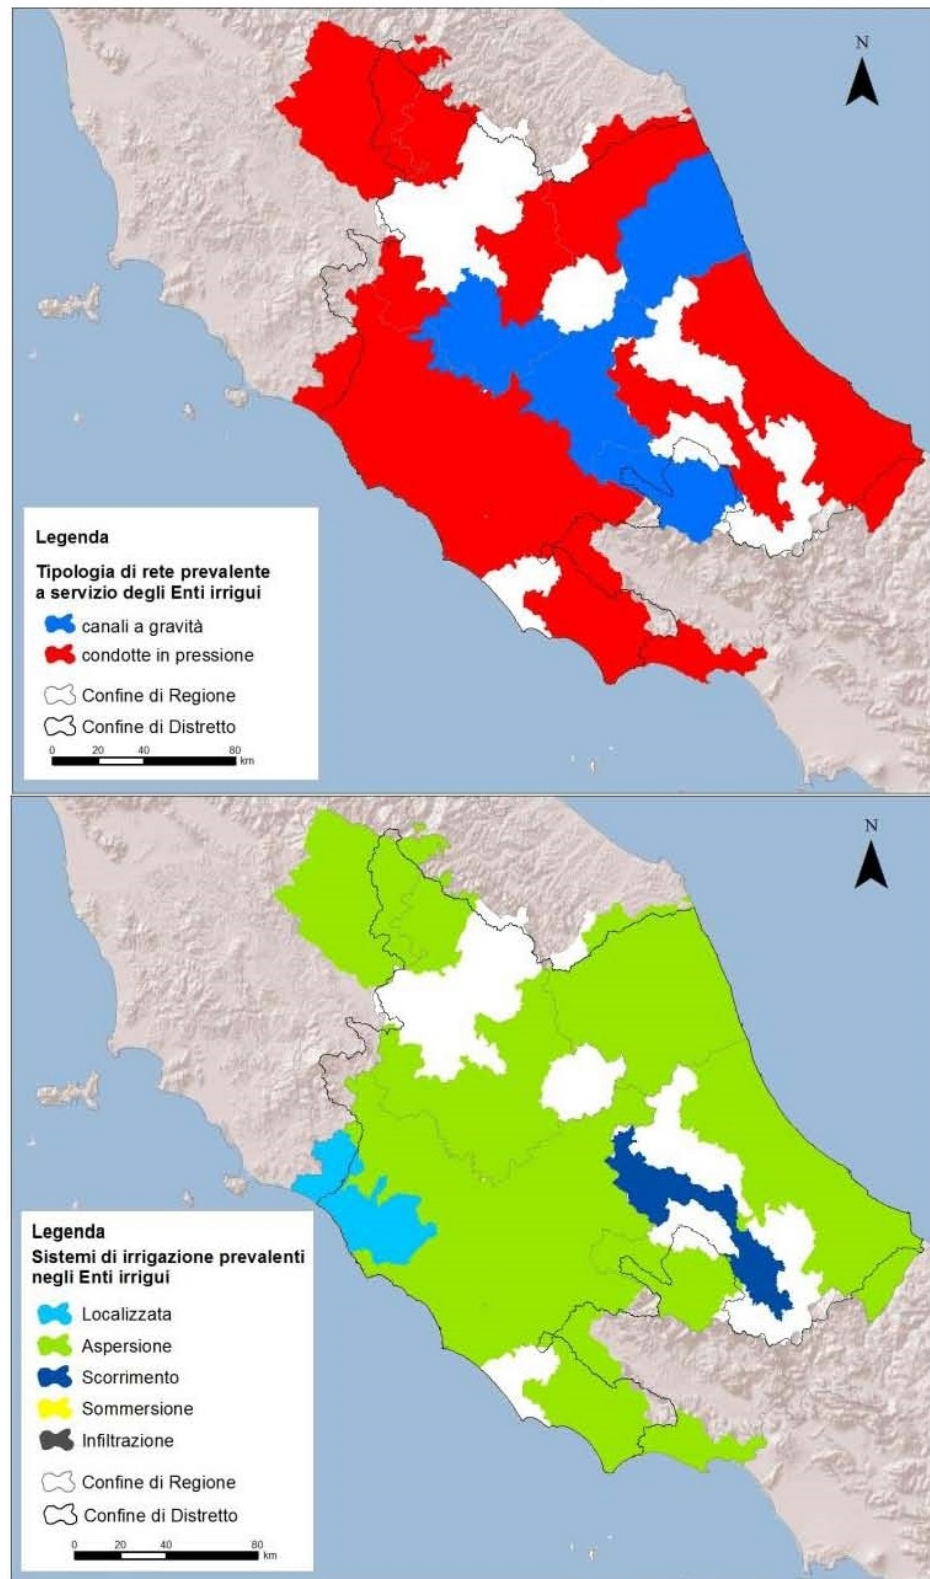 N
Legenda
Tipologia di rete prevalente
a servizio degli Enti irrigui
canali a gravità
condotte in pressione
Confine di Regione
Confine di Distretto
0 20 40 80
km
N
Legenda
Sistemi di irrigazione prevalenti
negli Enti irrigui
Localizzata
Aspersione
Scorrimento
Sommersione
Infiltrazione
Confine di Regione
Confine di Distretto
0 20 40 80
km